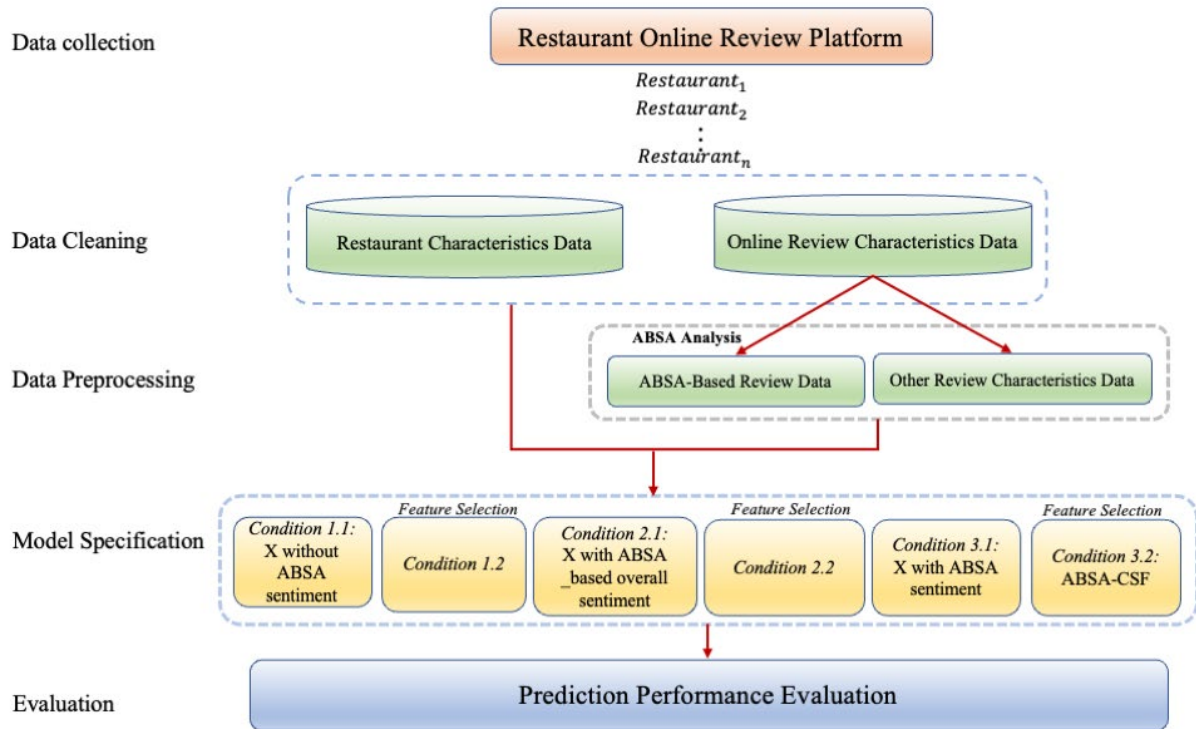 Data collection
Restaurant Online Review Platform
Restaurant₁
Restaurant₂
⋮
Restaurantₙ
Data Cleaning
Restaurant Characteristics Data
Online Review Characteristics Data
Data Preprocessing
ABSA Analysis
ABSA-Based Review Data
Other Review Characteristics Data
Model Specification
Condition 1.1:
X without
ABSA
sentiment
Feature Selection
Condition 1.2
Condition 2.1:
X with ABSA
_based overall
sentiment
Feature Selection
Condition 2.2
Condition 3.1:
X with ABSA
sentiment
Feature Selection
Condition 3.2:
ABSA-CSF
Evaluation
Prediction Performance Evaluation